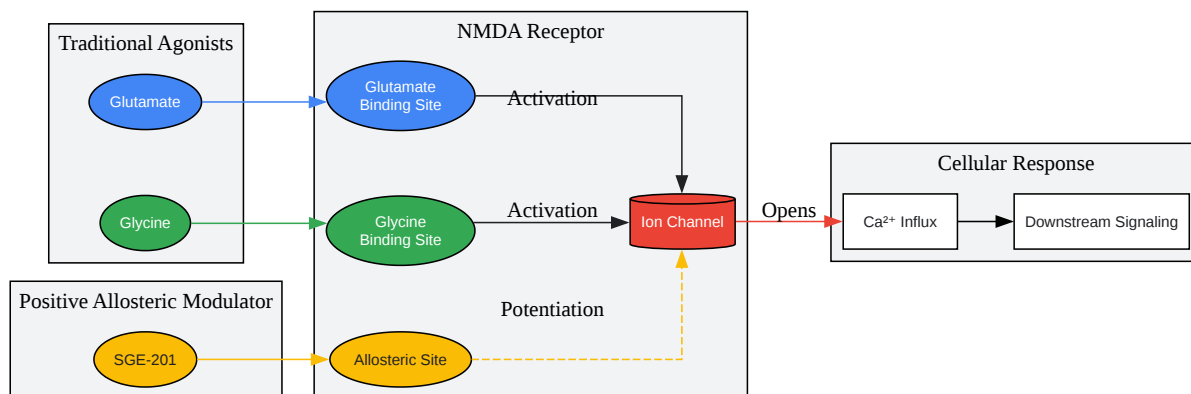 Traditional Agonists
Glutamate
Glycine
Positive Allosteric Modulator
SGE-201
NMDA Receptor
Glutamate
Binding Site
Activation
Glycine
Binding Site
Activation
Ion Channel
Potentiation
Allosteric Site
Opens
Cellular Response
Ca²⁺ Influx
Downstream Signaling